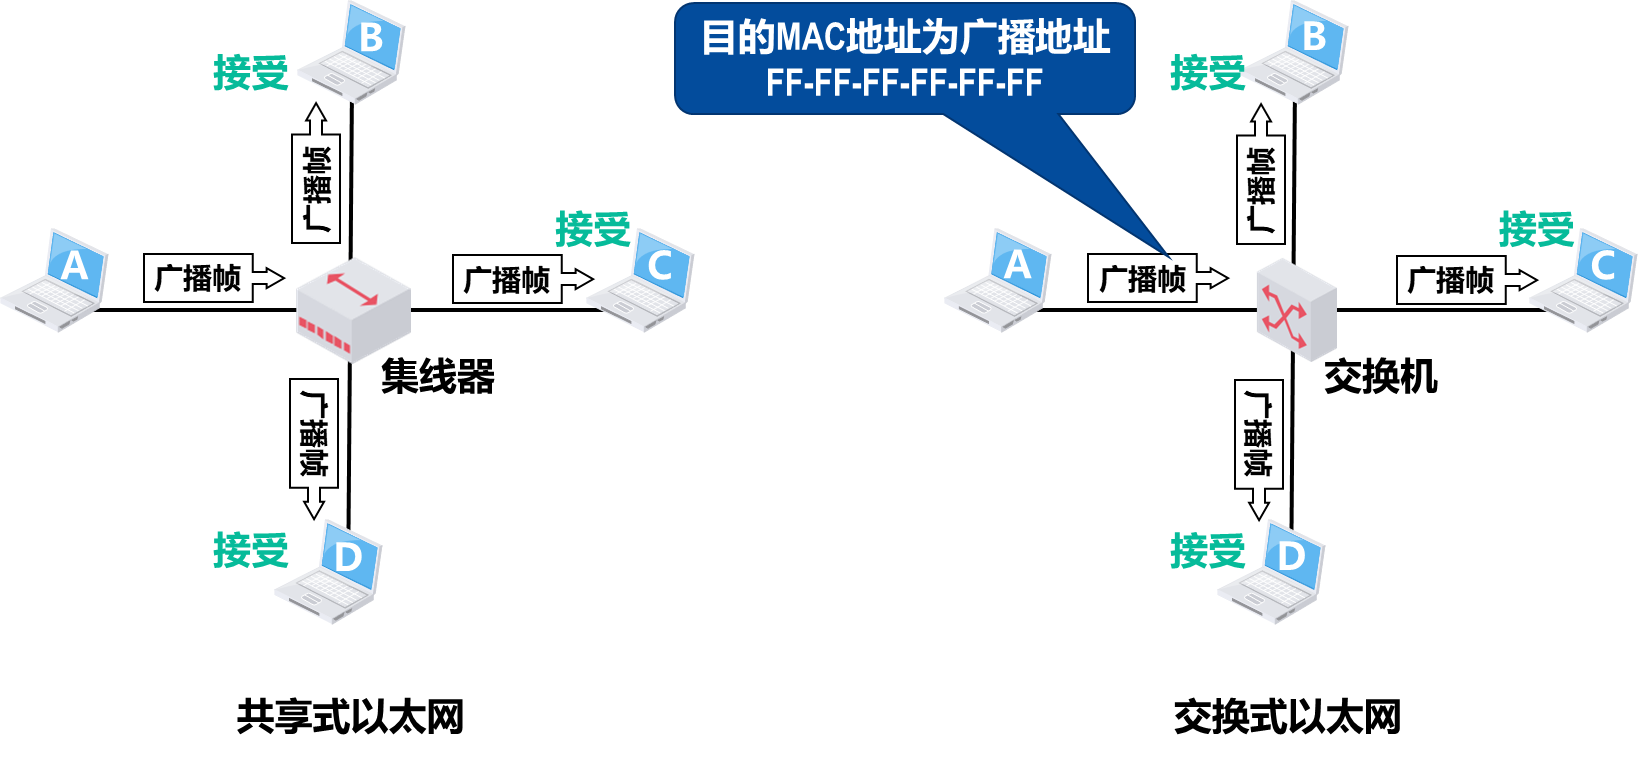 B
接受
广播帧
A
广播帧
广播帧
接受
C
集线器
广播帧
接受
D
共享式以太网
目的MAC地址为广播地址
FF-FF-FF-FF-FF-FF
B
接受
广播帧
A
广播帧
广播帧
接受
C
交换机
广播帧
接受
D
交换式以太网